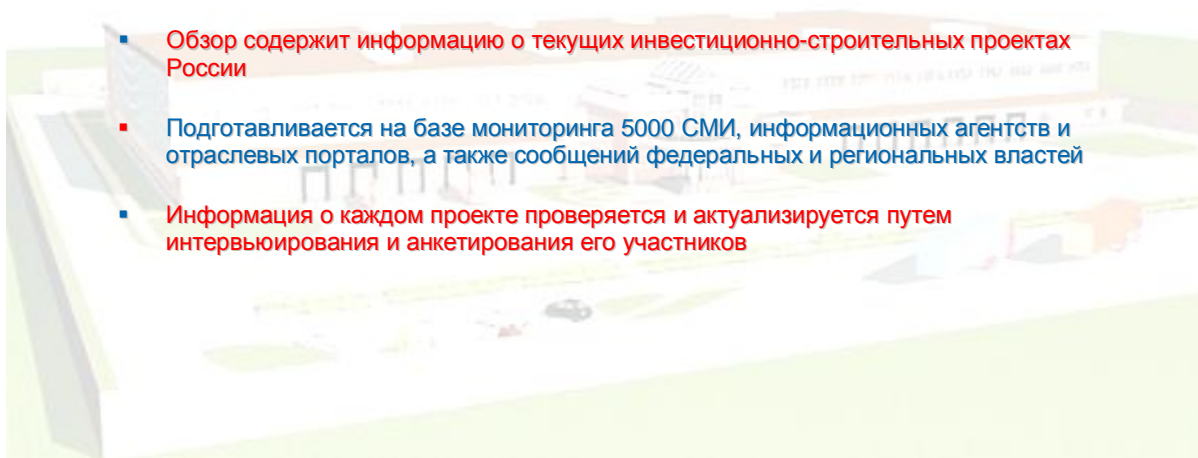 ▪ Обзор содержит информацию о текущих инвестиционно-строительных проектах
России
▪ Подготавливается на базе мониторинга 5000 СМИ, информационных агентств и
отраслевых порталов, а также сообщений федеральных и региональных властей
▪ Информация о каждом проекте проверяется и актуализируется путем
интервьюирования и анкетирования его участников